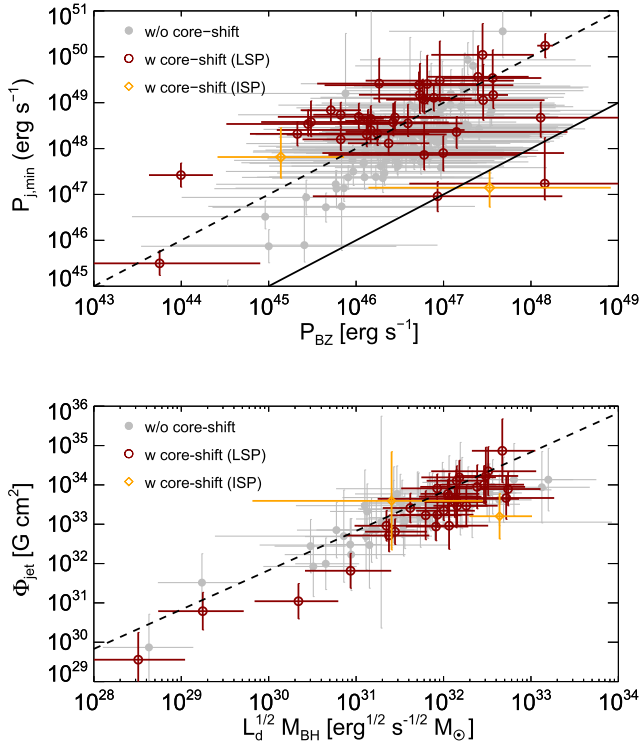 10^51
10^50
10^49
10^48
10^47
10^46
10^45
P_j,min (erg s^−1)
w/o core−shift
w core−shift (LSP)
w core−shift (ISP)
10^43 10^44 10^45 10^46 10^47 10^48 10^49
P_BZ [erg s^−1]
10^36
10^35
10^34
10^33
10^32
10^31
10^30
10^29
Φ_jet [G cm^2]
w/o core-shift
w core-shift (LSP)
w core-shift (ISP)
10^28 10^29 10^30 10^31 10^32 10^33 10^34
L_d^1/2 M_BH [erg^1/2 s^-1/2 M_⊙]